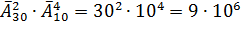 Ā₃₀² · Ā₁₀⁴ = 30² · 10⁴ = 9 · 10⁶